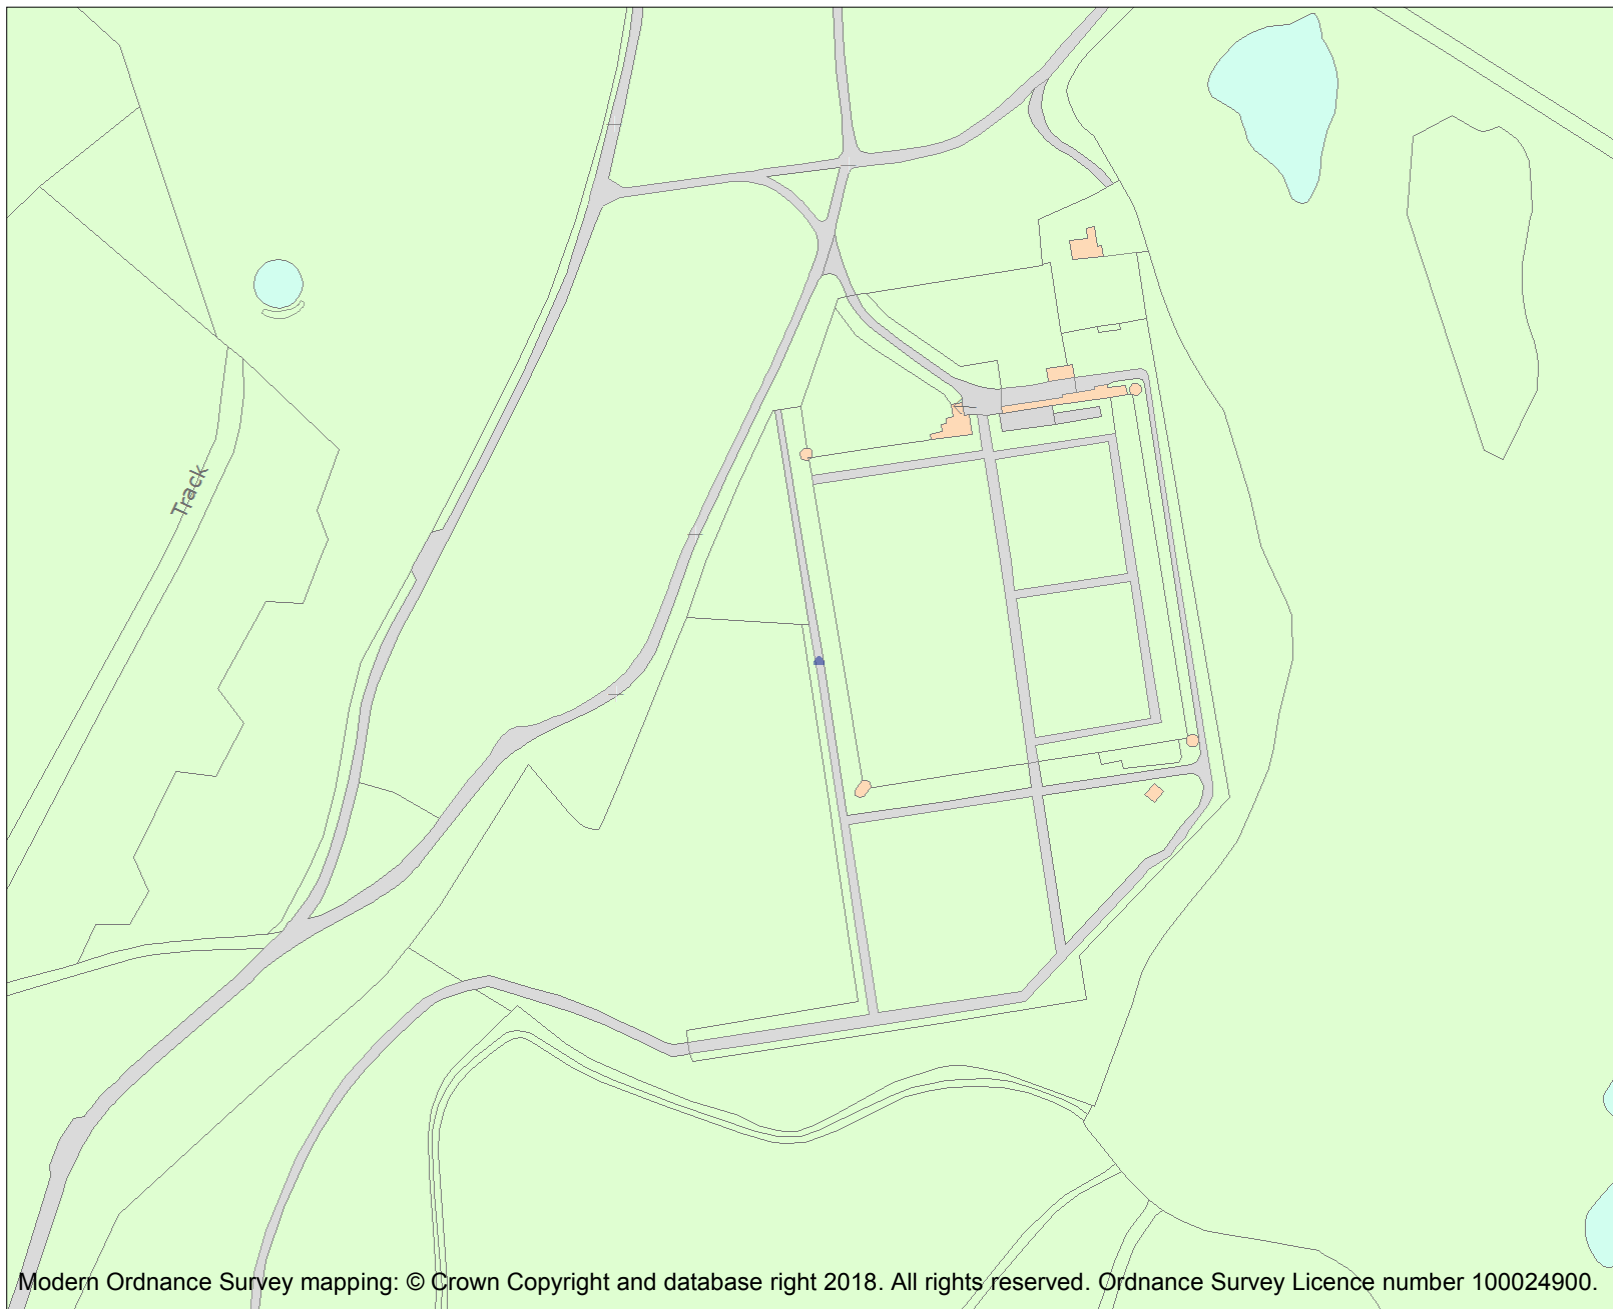 Track
Modern Ordnance Survey mapping: © Crown Copyright and database right 2018. All rights reserved. Ordnance Survey Licence number 100024900.